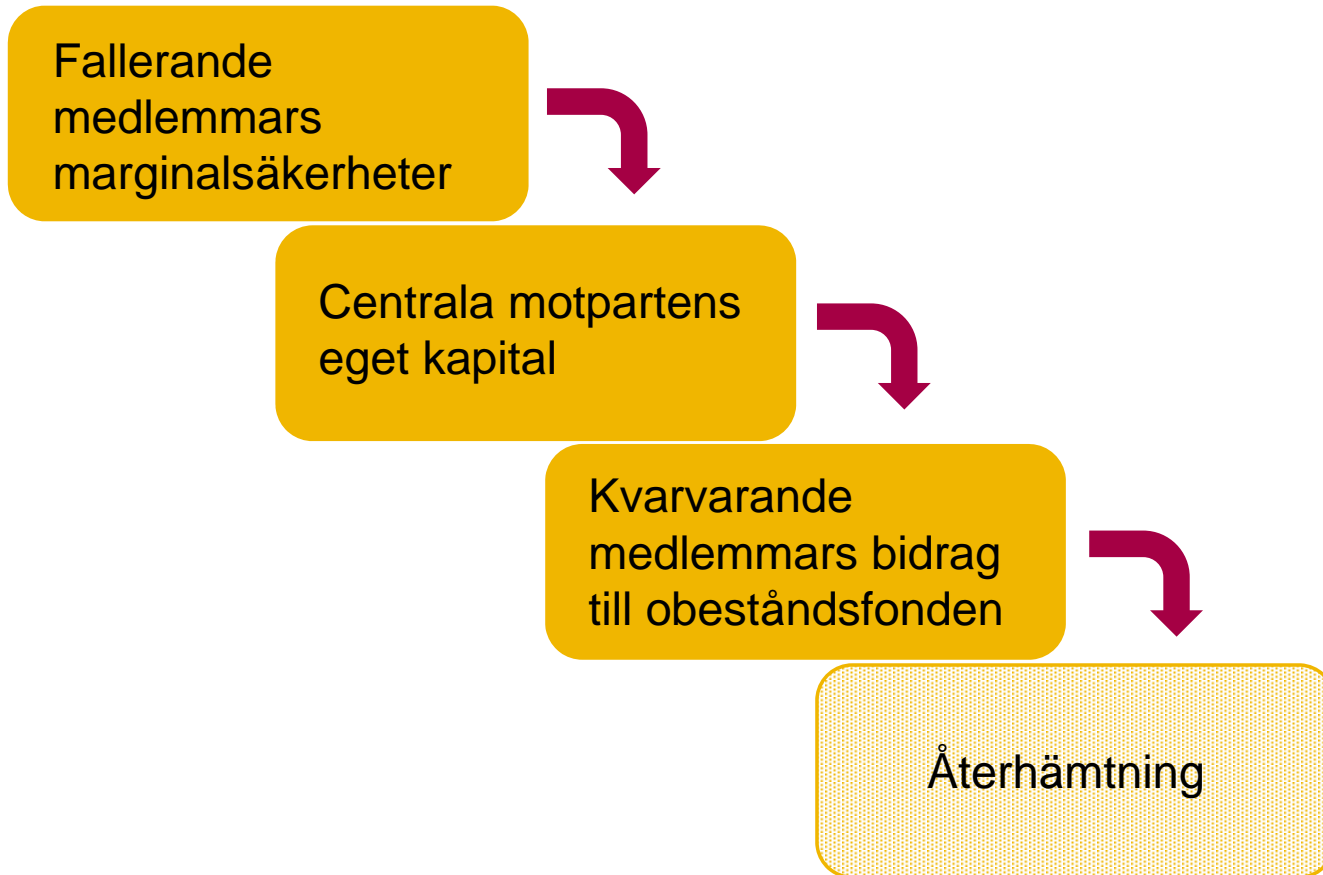 Fallerande
medlemmars
marginalsäkerheter
Centrala motpartens
eget kapital
Kvarvarande
medlemmars bidrag
till obeståndsfonden
Återhämtning